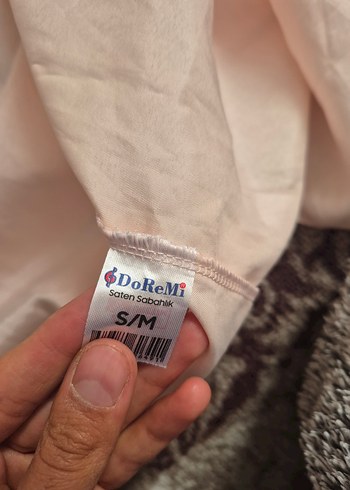 DoReMi
Saten Sabahlık
S/M